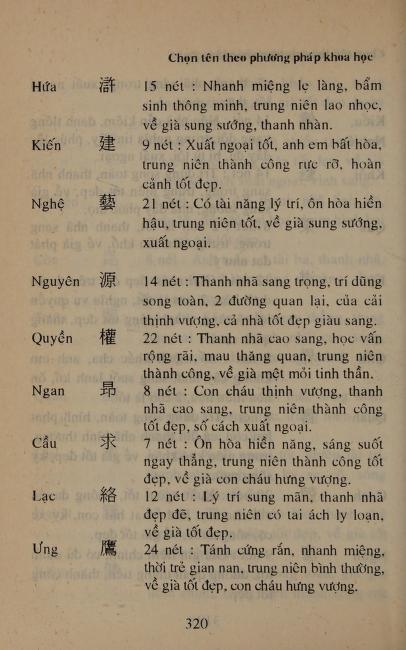 Chọn tên theo phương pháp khoa học
Hứa 滸 15 nét : Nhanh miệng lẹ làng, bẩm
sinh thông minh, trung niên lao nhọc,
về già sung sướng, thanh nhàn.
Kiến 建 9 nét : Xuất ngoại tốt, anh em bất hòa,
trung niên thành công rực rỡ, hoàn
cảnh tốt đẹp.
Nghệ 藝 21 nét : Có tài năng lý trí, ôn hòa hiền
hậu, trung niên tốt, về già sung sướng,
xuất ngoại.
Nguyên 源 14 nét : Thanh nhã sang trọng, trí dũng
song toàn, 2 đường quan lại, của cải
thịnh vượng, cả nhà tốt đẹp giàu sang.
Quyền 權 22 nét : Thanh nhã cao sang, học vấn
rộng rãi, mau thăng quan, trung niên
thành công, về già mệt mỏi tinh thần.
Ngan 昂 8 nét : Con cháu thịnh vượng, thanh
nhã cao sang, trung niên thành công
tốt đẹp, số cách xuất ngoại.
Cầu 求 7 nét : Ôn hòa hiền năng, sáng suốt
ngay thẳng, trung niên thành công tốt
đẹp, về già con cháu hưng vượng.
Lạc 絡 12 nét : Lý trí sung mãn, thanh nhã
đẹp đẽ, trung niên có tai ách ly loạn,
về già tốt đẹp.
Ưng 鷹 24 nét : Tánh cứng rắn, nhanh miệng,
thời trẻ gian nan, trung niên bình thường,
về già tốt đẹp, con cháu hưng vượng.
320